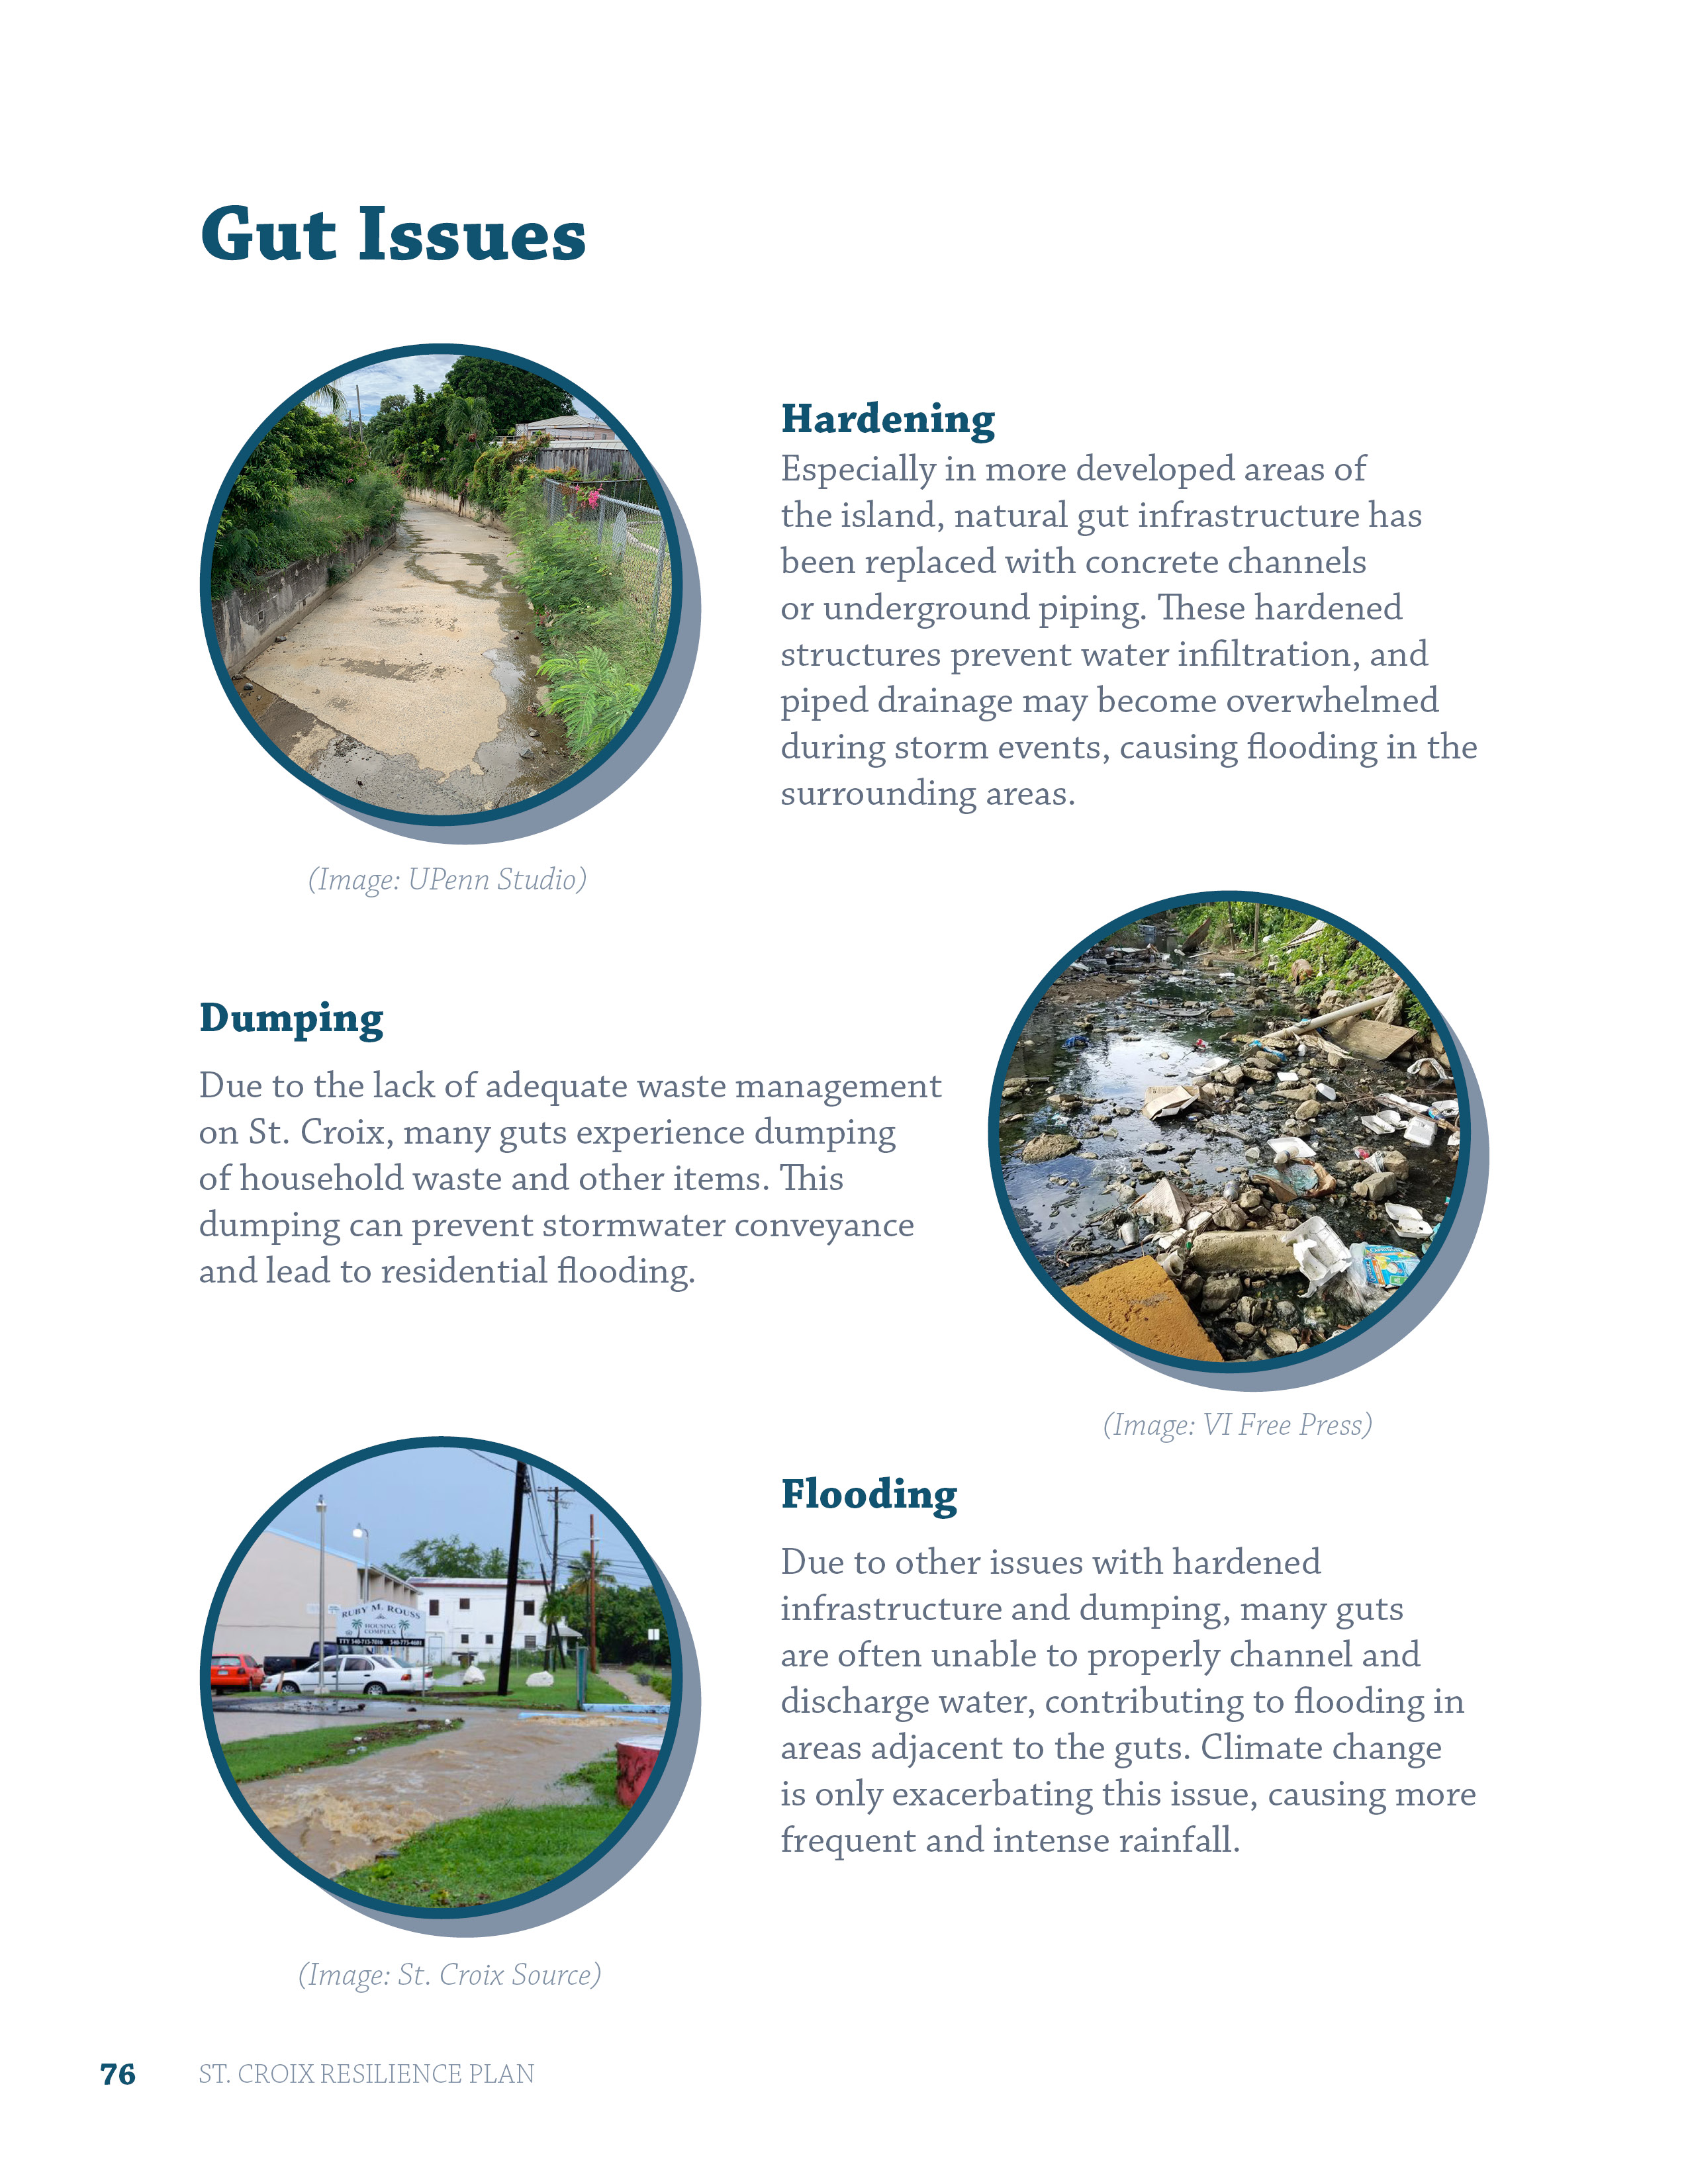 Gut Issues
Hardening
Especially in more developed areas of
the island, natural gut infrastructure has
been replaced with concrete channels
or underground piping. These hardened
structures prevent water infiltration, and
piped drainage may become overwhelmed
during storm events, causing flooding in the
surrounding areas.
(Image: UPenn Studio)
Dumping
Due to the lack of adequate waste management
on St. Croix, many guts experience dumping
of household waste and other items. This
dumping can prevent stormwater conveyance
and lead to residential flooding.
(Image: VI Free Press)
RUBY M. ROUSS
HOUSING
COMPLEX
Flooding
Due to other issues with hardened
infrastructure and dumping, many guts
are often unable to properly channel and
discharge water, contributing to flooding in
areas adjacent to the guts. Climate change
is only exacerbating this issue, causing more
frequent and intense rainfall.
(Image: St. Croix Source)
76 ST. CROIX RESILIENCE PLAN